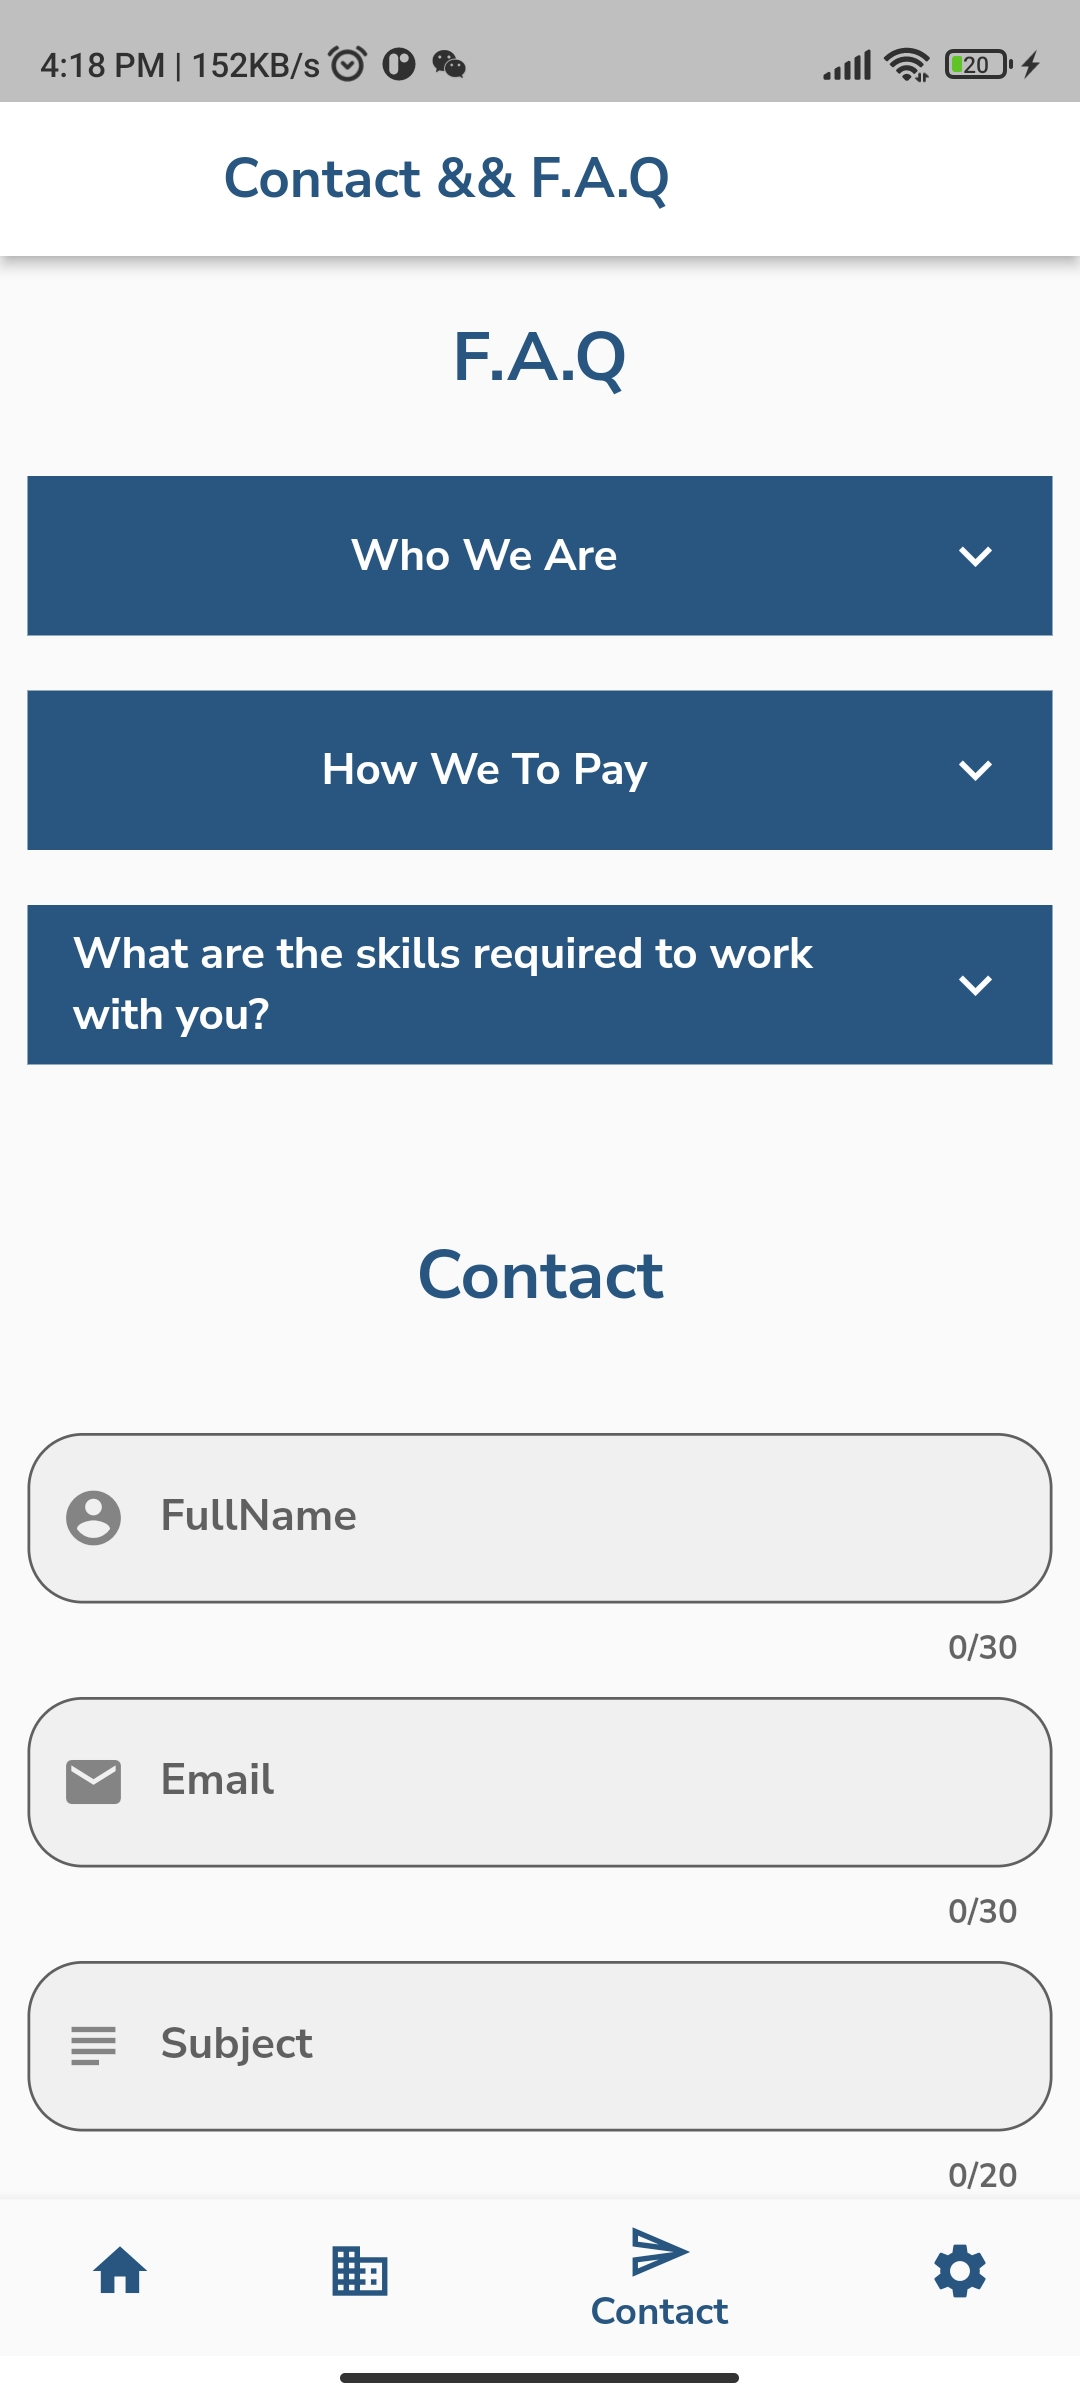 4:18 PM | 152KB/s
20
Contact && F.A.Q
F.A.Q
Who We Are
How We To Pay
What are the skills required to work
with you?
Contact
FullName
0/30
Email
0/30
Subject
0/20
Contact